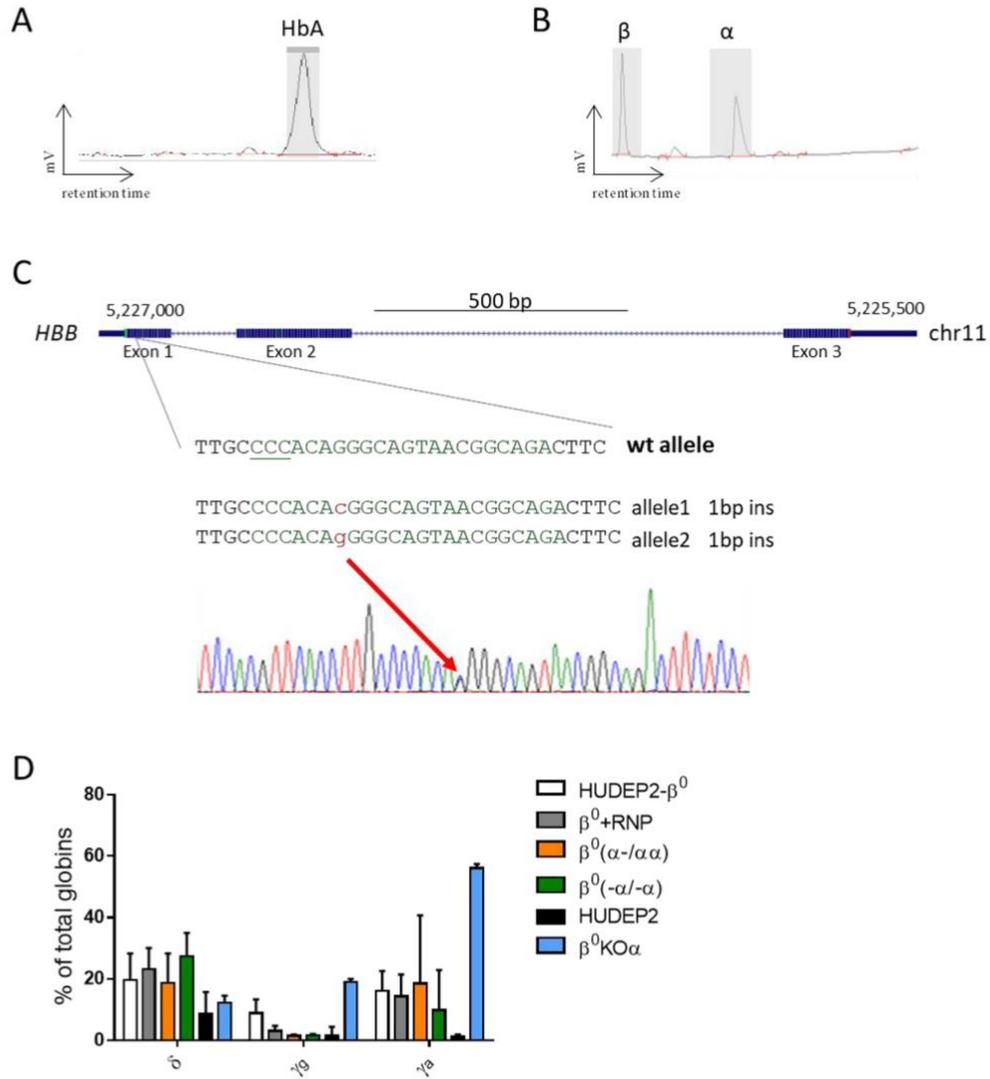 A
HbA
mV
retention time
B
β α
mV
retention time
C
500 bp
5,227,000 5,225,500
HBB chr11
Exon 1 Exon 2 Exon 3
TTGCCCCACAGGGCAGTAACGGCAGACTTC wt allele
TTGCCCCACAcGGGCAGTAACGGCAGACTTC allele1 1bp ins
TTGCCCCACAgGGGCAGTAACGGCAGACTTC allele2 1bp ins
D
% of total globins
80
60
40
20
0
δ γg γa
HUDEP2-β⁰
β⁰+RNP
β⁰(α-/αα)
β⁰(-α/-α)
HUDEP2
β⁰KOα